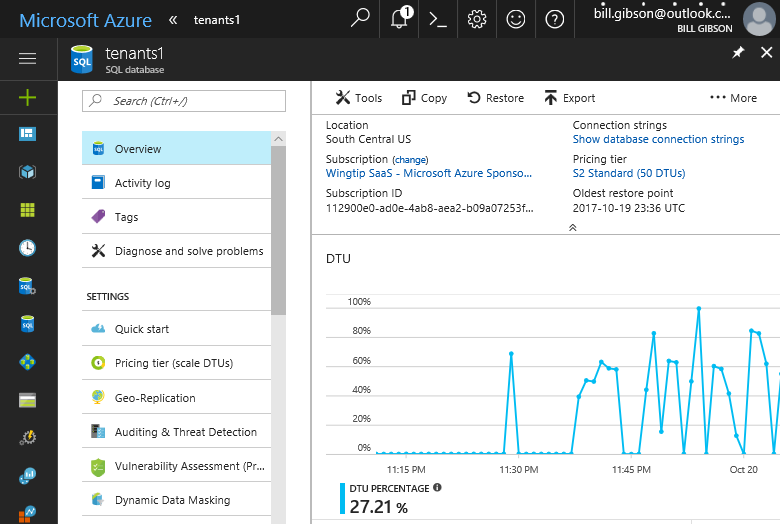 Microsoft Azure « tenants1
1
bill.gibson@outlook.c...
BILL GIBSON
SQL
tenants1
SQL database
Search (Ctrl+/)
Overview
Activity log
Tags
Diagnose and solve problems
SETTINGS
Quick start
Pricing tier (scale DTUs)
Geo-Replication
Auditing & Threat Detection
Vulnerability Assessment (Pr...
Dynamic Data Masking
Tools Copy Restore Export ··· More
Location
South Central US
Subscription (change)
Wingtip SaaS - Microsoft Azure Sponso...
Subscription ID
112900e0-ad0e-4ab8-aea2-b09a07253f...
Connection strings
Show database connection strings
Pricing tier
S2 Standard (50 DTUs)
Oldest restore point
2017-10-19 23:36 UTC
DTU
100%
80%
60%
40%
20%
0%
11:15 PM 11:30 PM 11:45 PM Oct 20
DTU PERCENTAGE
27.21 %